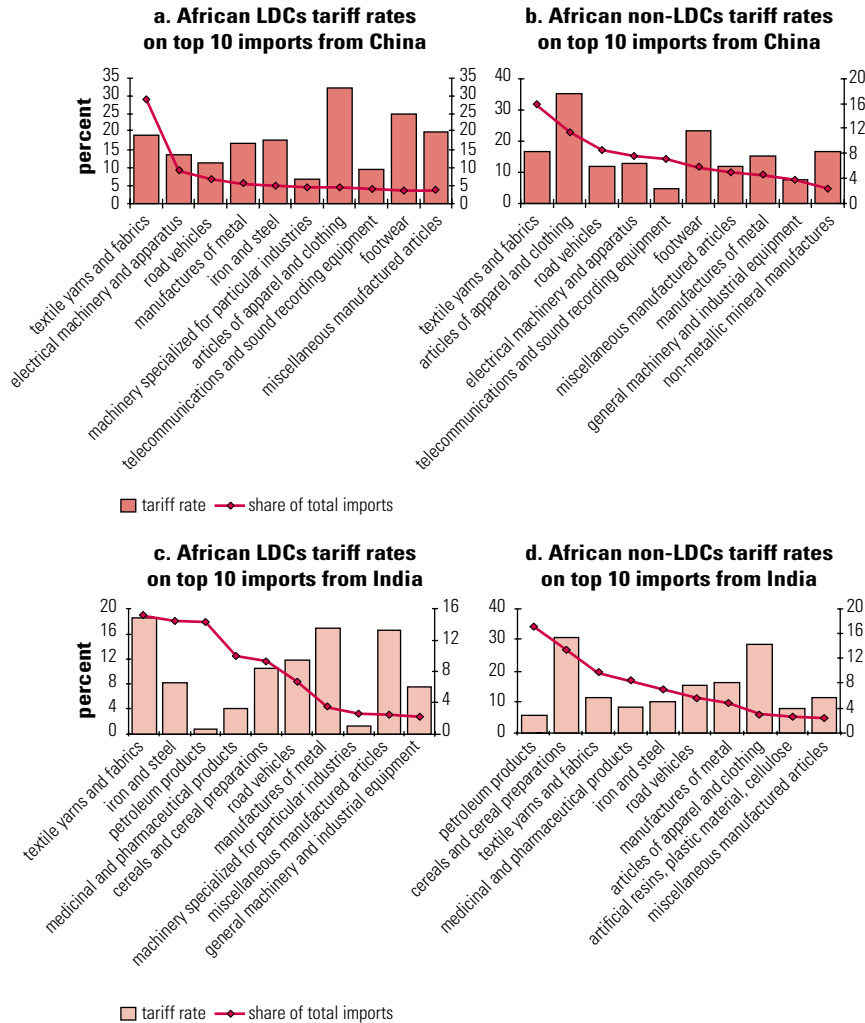 a. African LDCs tariff rates
on top 10 imports from China
percent
35
30
25
20
15
10
5
0
35
30
25
20
15
10
5
0
textile yarns and fabrics
electrical machinery and apparatus
road vehicles
manufactures of metal
iron and steel
machinery specialized for particular industries
articles of apparel and clothing
telecommunications and sound recording equipment
footwear
miscellaneous manufactured articles
b. African non-LDCs tariff rates
on top 10 imports from China
40
30
20
10
0
20
16
12
8
4
0
textile yarns and fabrics
articles of apparel and clothing
road vehicles
electrical machinery and apparatus
telecommunications and sound recording equipment
footwear
miscellaneous manufactured articles
manufactures of metal
general machinery and industrial equipment
non-metallic mineral manufactures
tariff rate share of total imports
c. African LDCs tariff rates
on top 10 imports from India
percent
20
16
12
8
4
0
16
12
8
4
0
textile yarns and fabrics
iron and steel
petroleum products
medicinal and pharmaceutical products
cereals and cereal preparations
road vehicles
manufactures of metal
machinery specialized for particular industries
miscellaneous manufactured articles
general machinery and industrial equipment
d. African non-LDCs tariff rates
on top 10 imports from India
40
30
20
10
0
20
16
12
8
4
0
petroleum products
cereals and cereal preparations
textile yarns and fabrics
medicinal and pharmaceutical products
iron and steel
road vehicles
manufactures of metal
articles of apparel and clothing
artificial resins, plastic material, cellulose
miscellaneous manufactured articles
tariff rate share of total imports